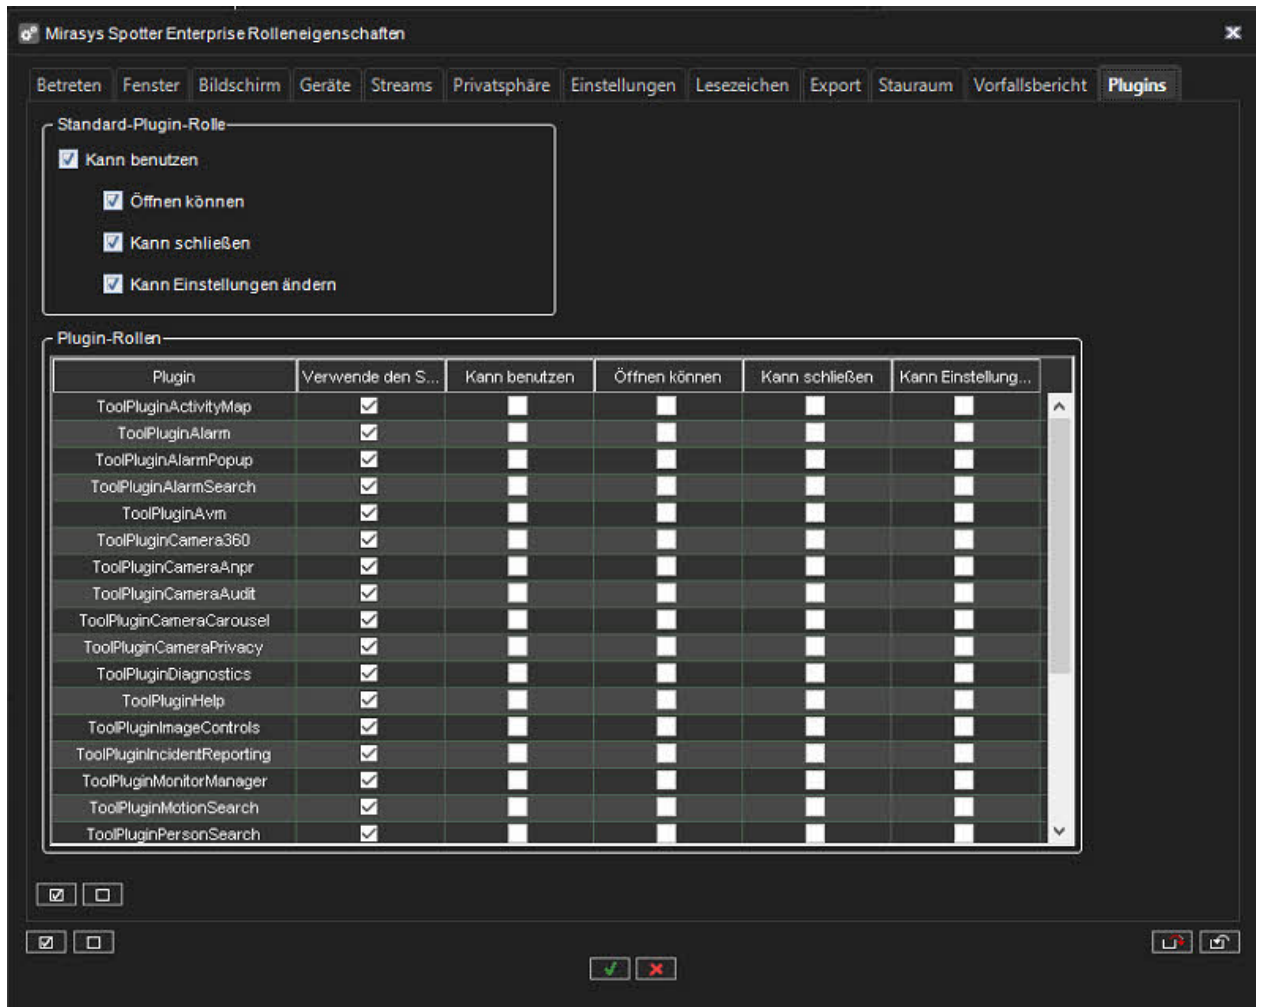 Mirasys Spotter Enterprise Rolleneigenschaften
Betreten Fenster Bildschirm Geräte Streams Privatsphäre Einstellungen Lesezeichen Export Stauraum Vorfallsbericht Plugins
Standard-Plugin-Rolle
Kann benutzen
Öffnen können
Kann schließen
Kann Einstellungen ändern
Plugin-Rollen
Plugin Verwende den S... Kann benutzen Öffnen können Kann schließen Kann Einstellung...
ToolPluginActivityMap
ToolPluginAlarm
ToolPluginAlarmPopup
ToolPluginAlarmSearch
ToolPluginAvm
ToolPluginCamera360
ToolPluginCameraAnpr
ToolPluginCameraAudit
ToolPluginCameraCarousel
ToolPluginCameraPrivacy
ToolPluginDiagnostics
ToolPluginHelp
ToolPluginImageControls
ToolPluginIncidentReporting
ToolPluginMonitorManager
ToolPluginMotionSearch
ToolPluginPersonSearch